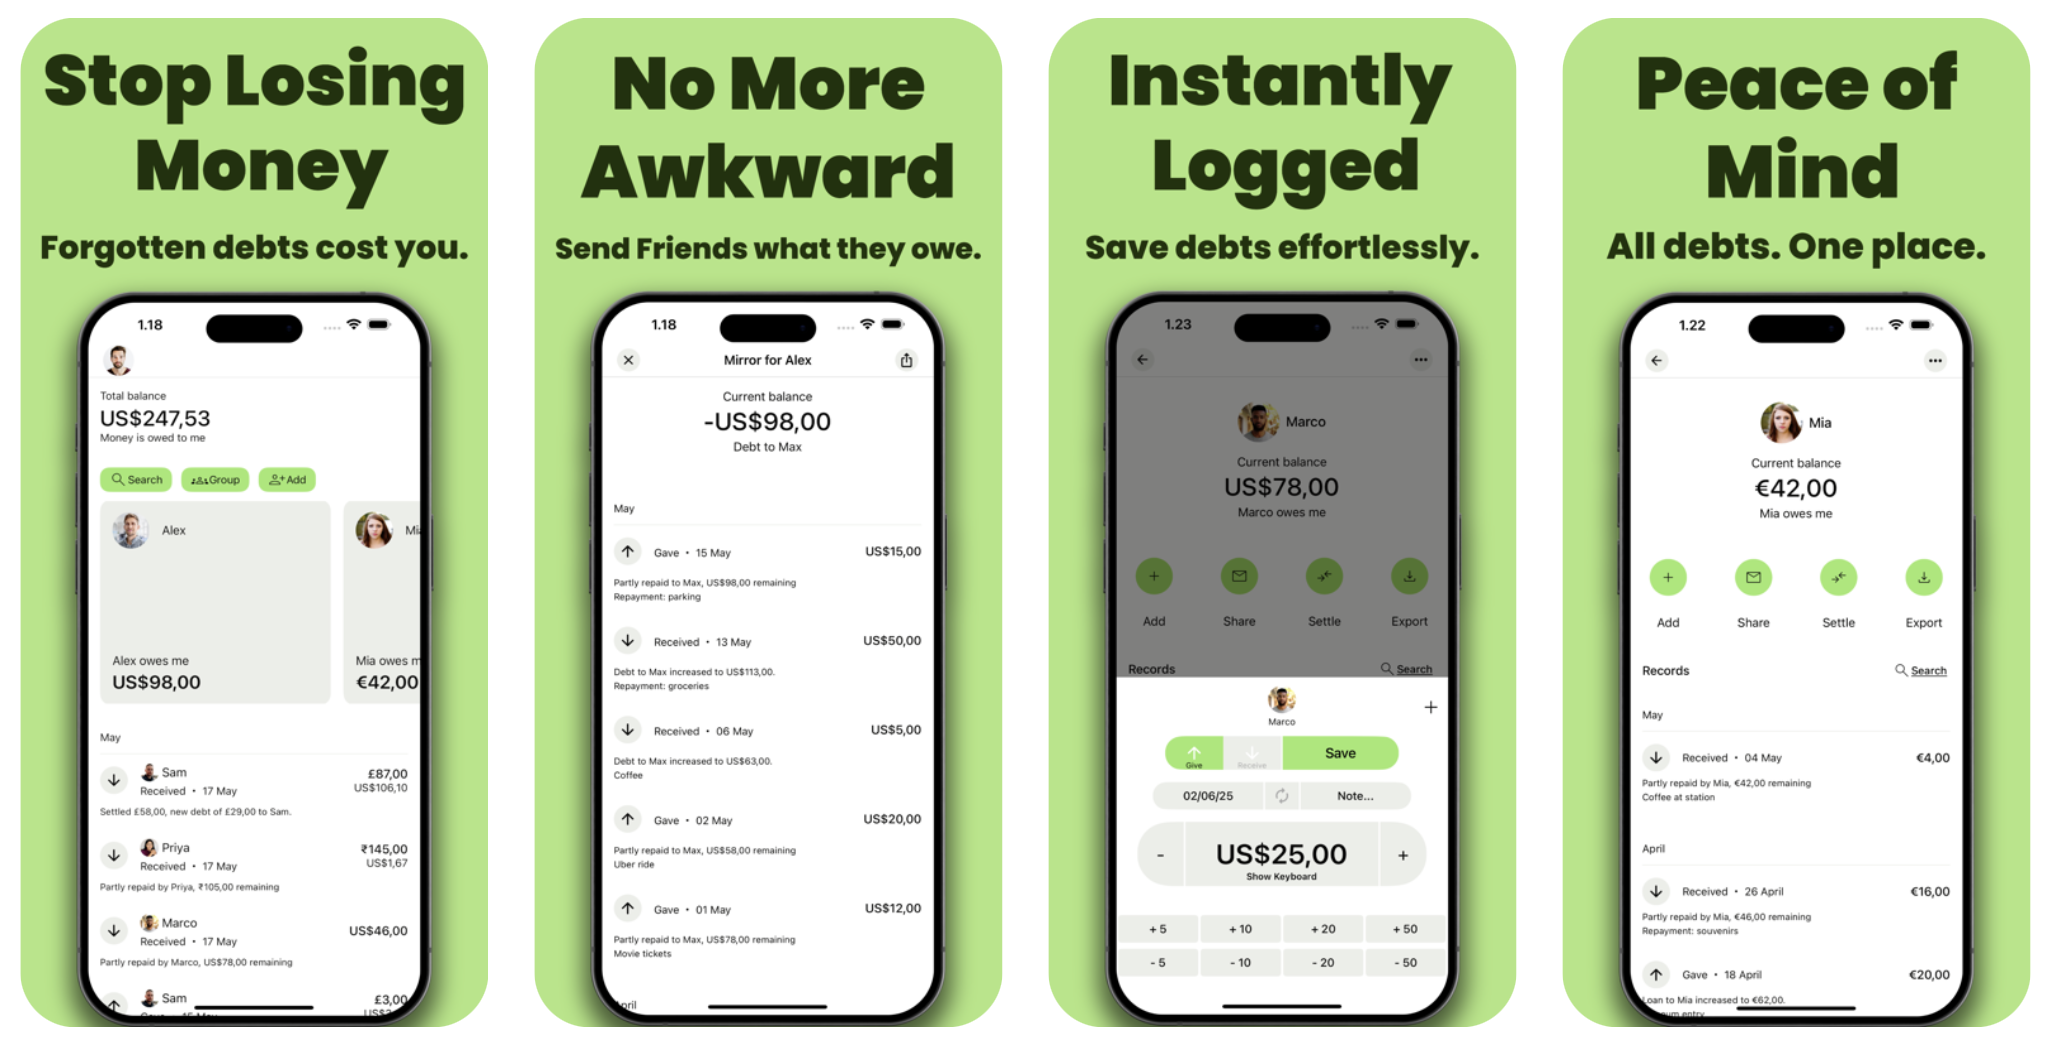 Stop Losing
Money
Forgotten debts cost you.
1.18
Total balance
US$247,53
Money is owed to me
Search
Group
Add
Alex
Alex owes me
US$98,00
Mia owes m
€42,00
May
Sam
£87,00
Received • 17 May
US$106,10
Settled £58,00, new debt of £29,00 to Sam.
Priya
₹145,00
Received • 17 May
US$1,67
Partly repaid by Priya, ₹105,00 remaining
Marco
Received • 17 May
US$46,00
Partly repaid by Marco, US$78,00 remaining
Sam
£3,00
No More
Awkward
Send Friends what they owe.
1.18
Mirror for Alex
Current balance
-US$98,00
Debt to Max
May
Gave • 15 May
US$15,00
Partly repaid to Max, US$98,00 remaining
Repayment: parking
Received • 13 May
US$50,00
Debt to Max increased to US$113,00.
Repayment: groceries
Received • 06 May
US$5,00
Debt to Max increased to US$63,00.
Coffee
Gave • 02 May
US$20,00
Partly repaid to Max, US$58,00 remaining
Uber ride
Gave • 01 May
US$12,00
Partly repaid to Max, US$78,00 remaining
Movie tickets
Instantly
Logged
Save debts effortlessly.
1.23
Marco
Current balance
US$78,00
Marco owes me
Add
Share
Settle
Export
Records
Search
Marco
+
Give
Receive
Save
02/06/25
Note...
-
US$25,00
+
Show Keyboard
+ 5
+ 10
+ 20
+ 50
- 5
- 10
- 20
- 50
Peace of
Mind
All debts. One place.
1.22
Mia
Current balance
€42,00
Mia owes me
Add
Share
Settle
Export
Records
Search
May
Received • 04 May
€4,00
Partly repaid by Mia, €42,00 remaining
Coffee at station
April
Received • 26 April
€16,00
Partly repaid by Mia, €46,00 remaining
Repayment: souvenirs
Gave • 18 April
€20,00
Loan to Mia increased to €62,00.